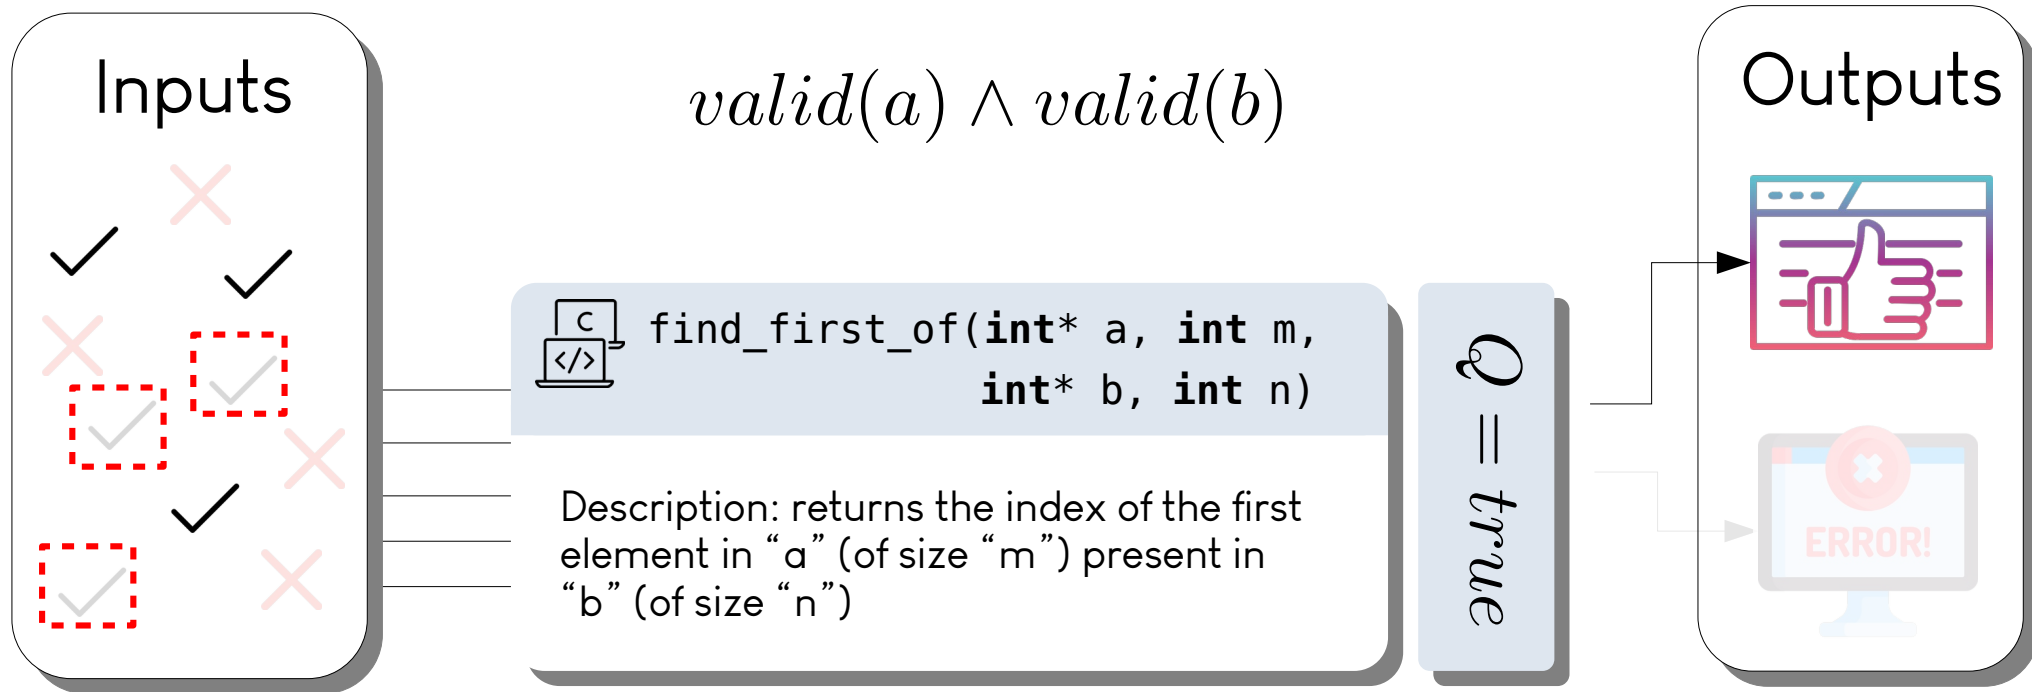 Inputs
valid(a) ∧ valid(b)
Outputs
C
</>
find_first_of(int* a, int m,
int* b, int n)
Description: returns the index of the first
element in “a” (of size “m”) present in
“b” (of size “n”)
Q = true
ERROR!